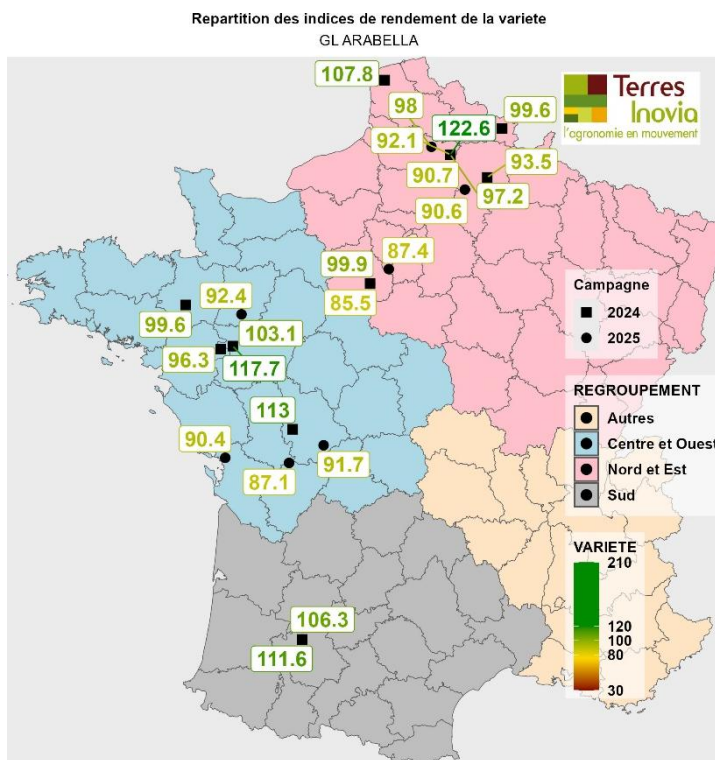 Repartition des indices de rendement de la variete
GL ARABELLA
Terres
Inovia
l'agronomie en mouvement
107.8
98
99.6
122.6
92.1
93.5
90.7
97.2
90.6
87.4
99.9
85.5
92.4
99.6
103.1
96.3
117.7
113
90.4
91.7
87.1
106.3
111.6
Campagne
2024
2025
REGROUPEMENT
Autres
Centre et Ouest
Nord et Est
Sud
VARIETE
210
120
100
80
30